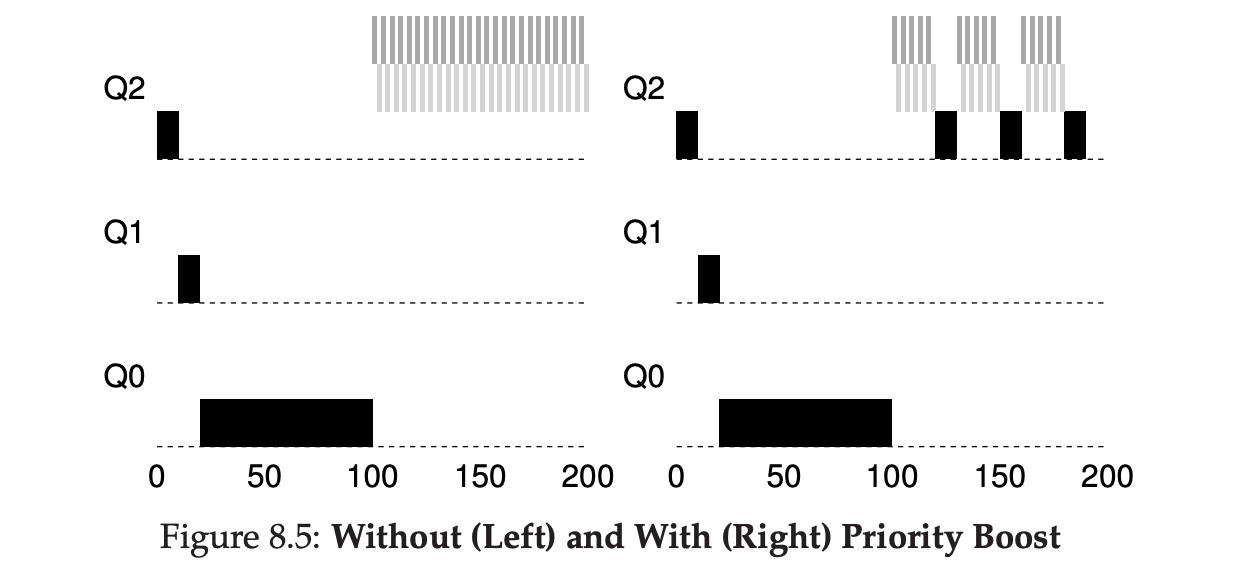 Q2 Q2
Q1 Q1
Q0 Q0
0 50 100 150 200 0 50 100 150 200
Figure 8.5: Without (Left) and With (Right) Priority Boost